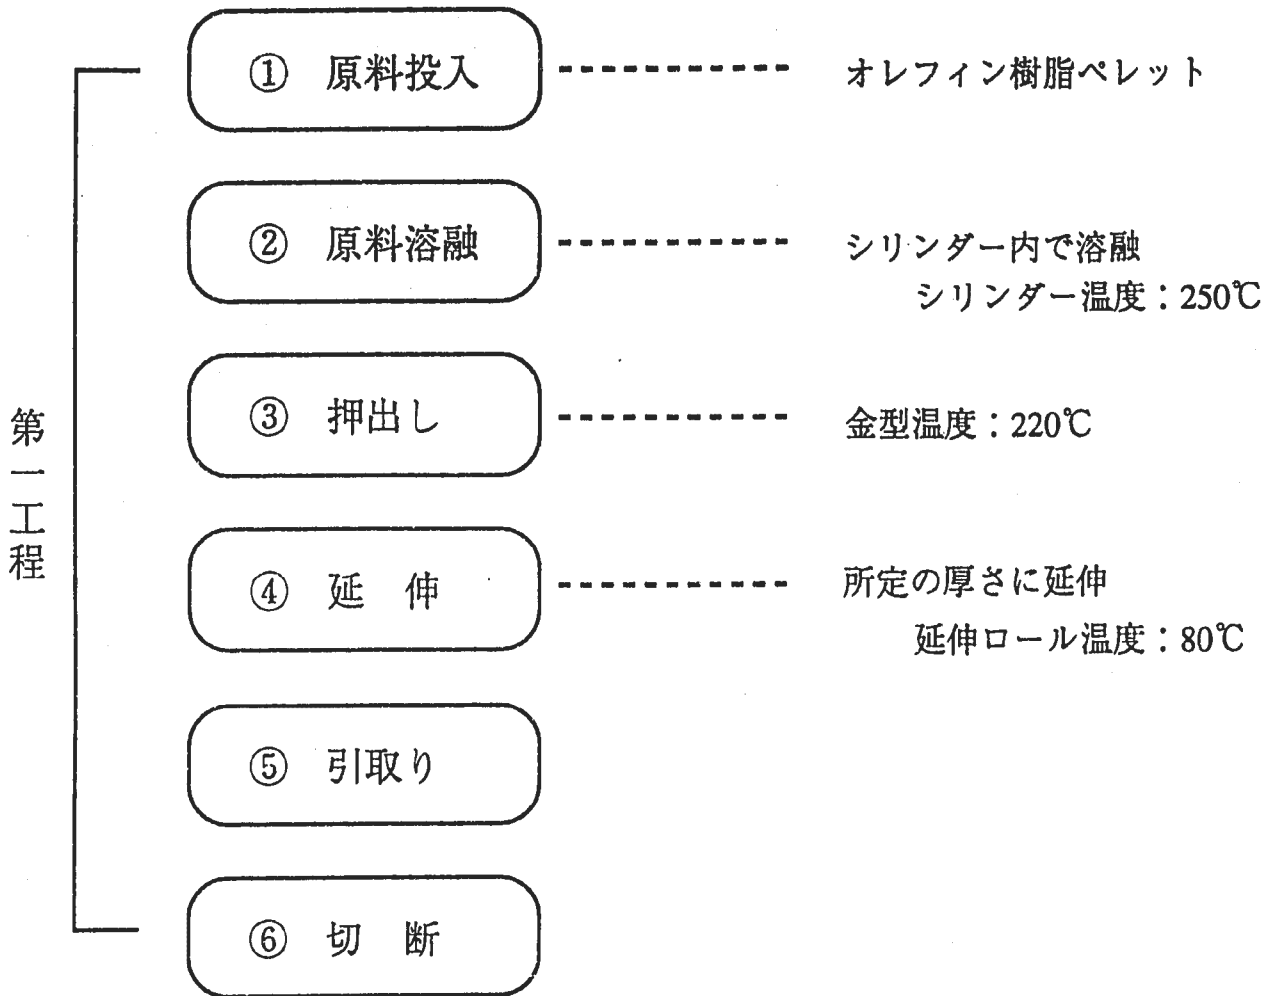 第一工程
① 原料投入
オレフィン樹脂ペレット
② 原料溶融
シリンダー内で溶融
シリンダー温度：250℃
③ 押出し
金型温度：220℃
④ 延 伸
所定の厚さに延伸
延伸ロール温度：80℃
⑤ 引取り
⑥ 切 断